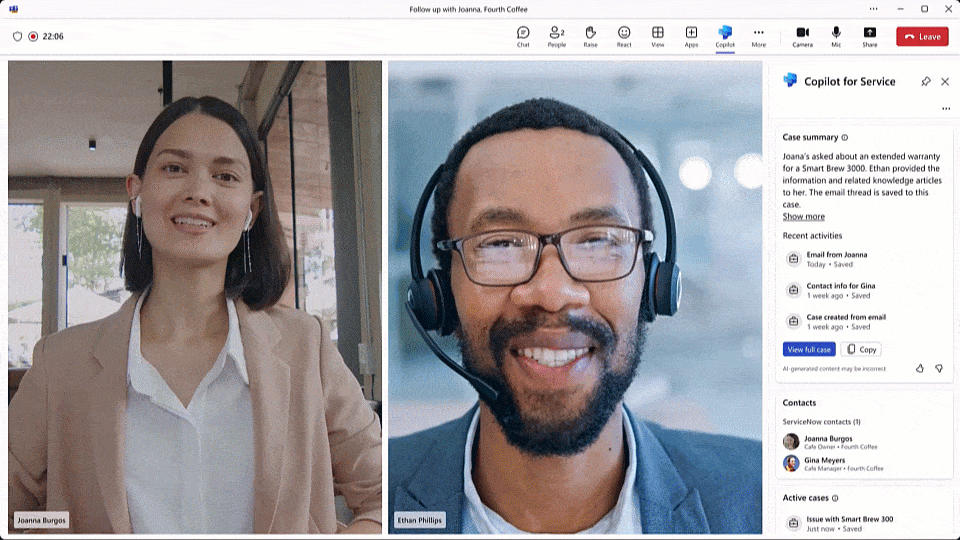 Follow up with Joanna, Fourth Coffee
22:06
Chat
People
2
Raise
React
View
Apps
Copilot
More
Camera
Mic
Share
Leave
Joanna Burgos
Ethan Phillips
Copilot for Service
Case summary
Joana's asked about an extended warranty
for a Smart Brew 3000. Ethan provided the
information and related knowledge articles
to her. The email thread is saved to this
case.
Show more
Recent activities
Email from Joanna
Today • Saved
Contact info for Gina
1 week ago • Saved
Case created from email
1 week ago • Saved
View full case
Copy
AI-generated content may be incorrect
Contacts
ServiceNow contacts (1)
Joanna Burgos
Cafe Owner • Fourth Coffee
Gina Meyers
Cafe Manager • Fourth Coffee
Active cases
Issue with Smart Brew 300
Just now • Saved